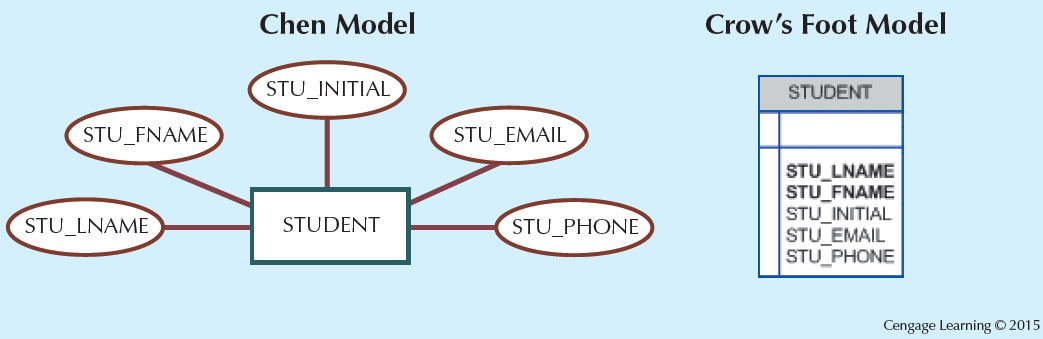 Chen Model
STU_INITIAL
STU_FNAME
STU_EMAIL
STU_LNAME
STUDENT
STU_PHONE
Crow's Foot Model
STUDENT
STU_LNAME
STU_FNAME
STU_INITIAL
STU_EMAIL
STU_PHONE
Cengage Learning © 2015